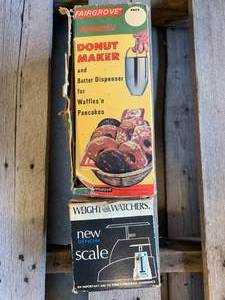 FAIRGROVE
DONUT
MAKER
and
Batter Dispenser
for
Waffles'n
Pancakes
WEIGHT WATCHERS.
new
scale